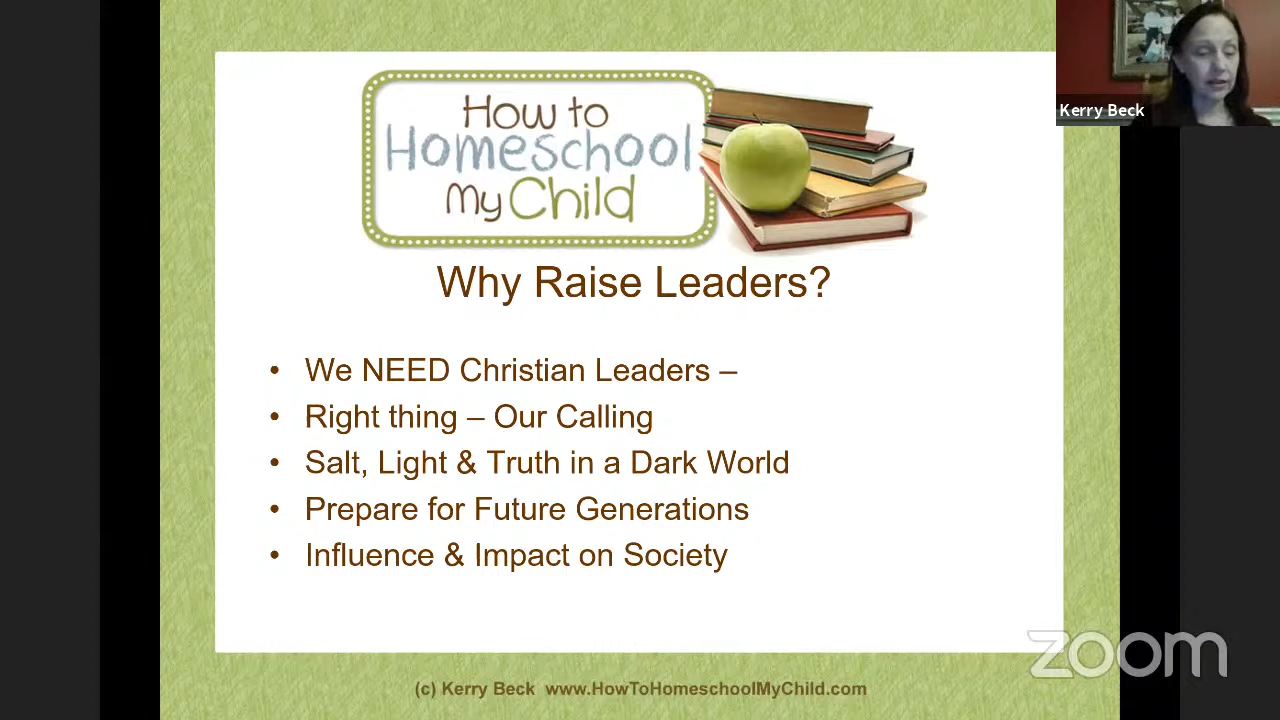 How to
Homeschool
My Child
Kerry Beck
Why Raise Leaders?
• We NEED Christian Leaders –
• Right thing – Our Calling
• Salt, Light & Truth in a Dark World
• Prepare for Future Generations
• Influence & Impact on Society
zoom
(c) Kerry Beck www.HowToHomeschoolMyChild.com